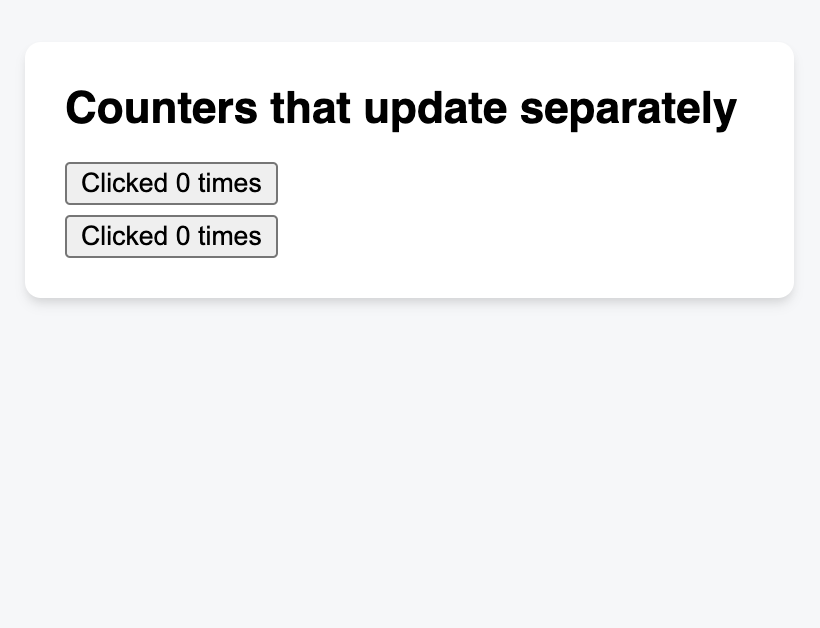 Counters that update separately
Clicked 0 times
Clicked 0 times